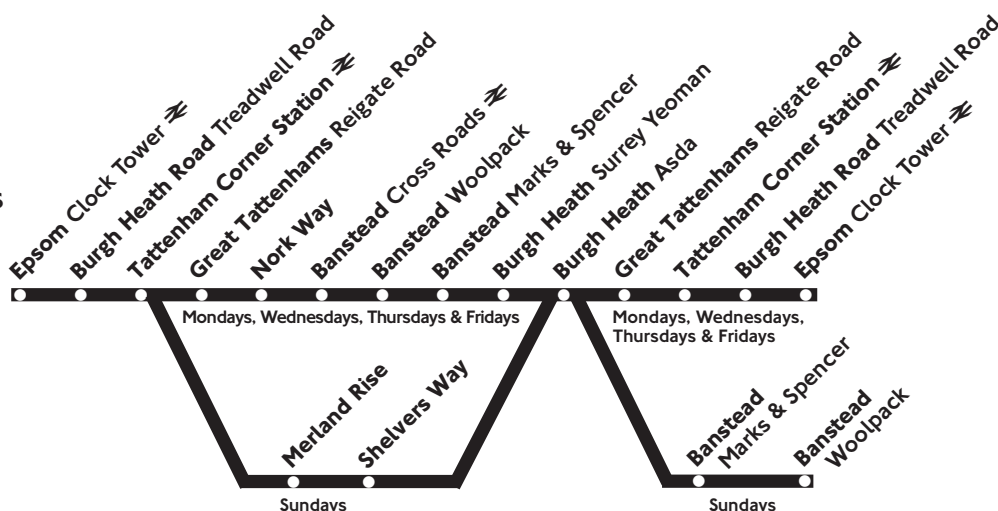 Epsom Clock Tower
Burgh Heath Road Treadwell Road
Tattenham Corner Station
Great Tattenhams Reigate Road
Nork Way
Banstead Cross Roads
Banstead Woolpack
Banstead Marks & Spencer
Burgh Heath Surrey Yeoman
Burgh Heath Asda
Great Tattenhams Reigate Road
Tattenham Corner Station
Burgh Heath Road Treadwell Road
Epsom Clock Tower
Mondays, Wednesdays, Thursdays & Fridays
Mondays, Wednesdays,
Thursdays & Fridays
Merland Rise
Shelvers Way
Sundays
Banstead
Marks & Spencer
Banstead
Woolpack
Sundays